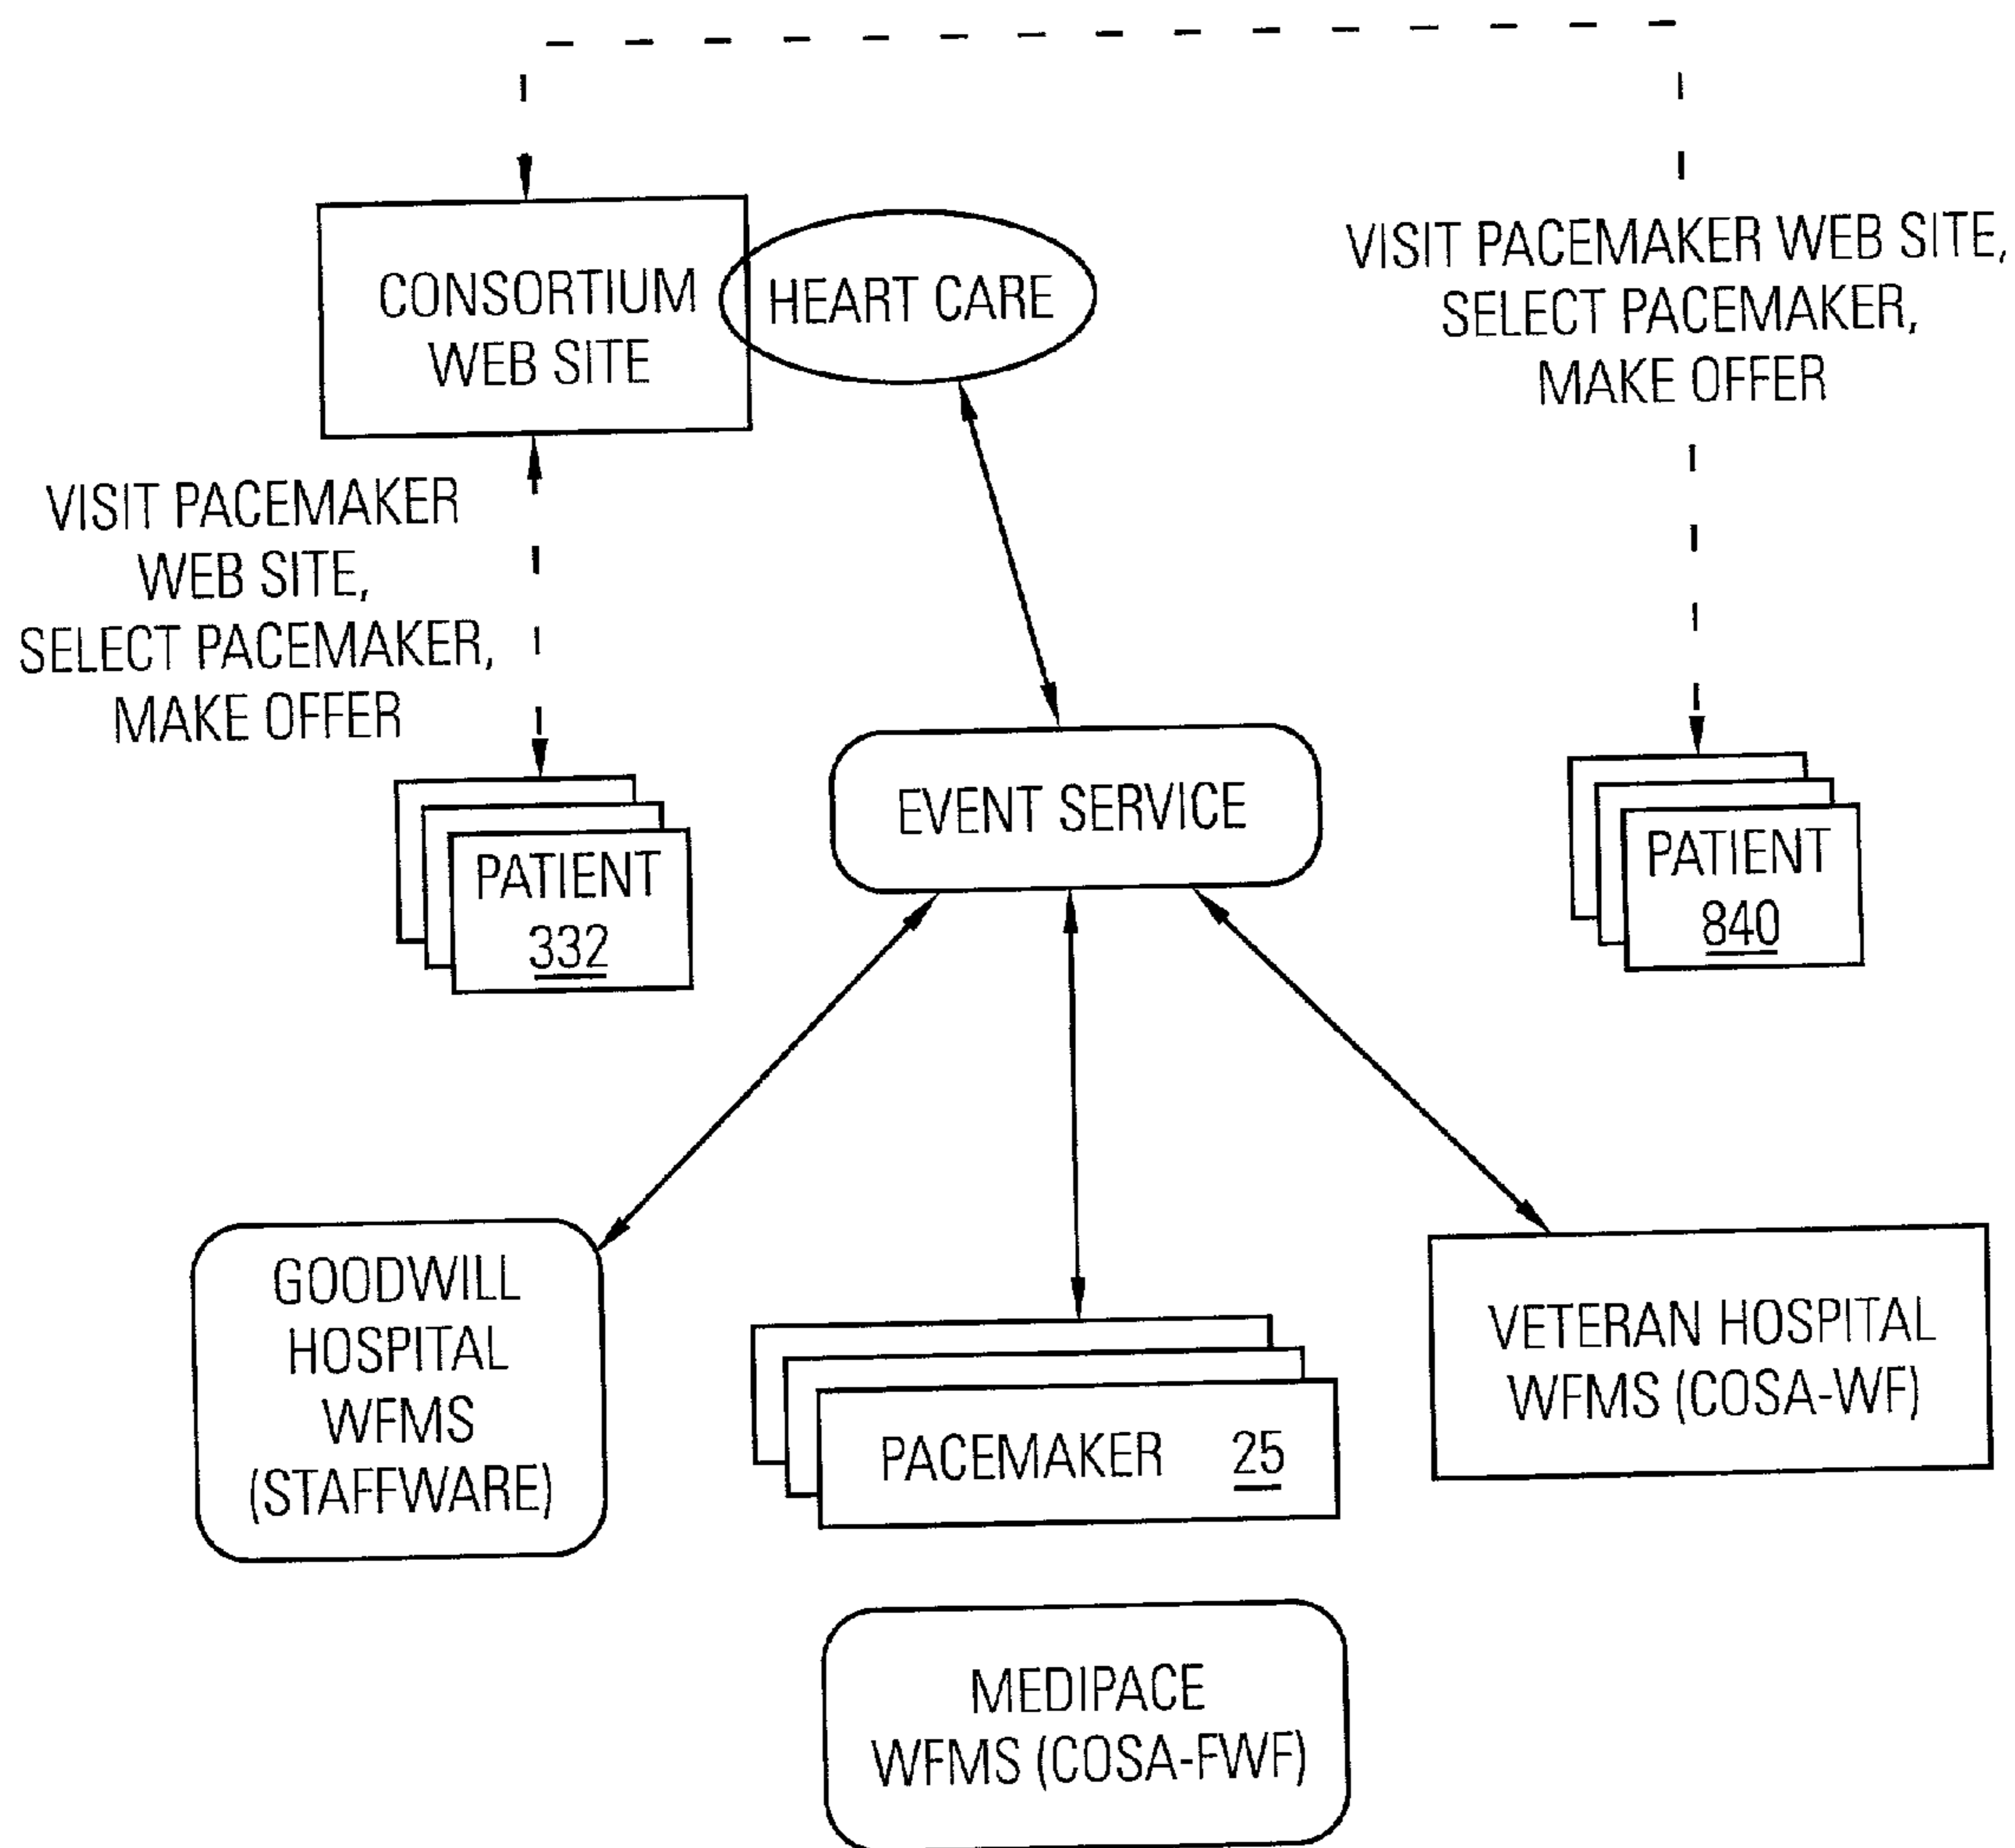 CONSORTIUM
WEB SITE
HEART CARE
VISIT PACEMAKER WEB SITE,
SELECT PACEMAKER,
MAKE OFFER
VISIT PACEMAKER
WEB SITE,
SELECT PACEMAKER,
MAKE OFFER
PATIENT
332
EVENT SERVICE
PATIENT
840
GOODWILL
HOSPITAL
WFMS
(STAFFWARE)
PACEMAKER 25
VETERAN HOSPITAL
WFMS (COSA-WF)
MEDIPACE
WFMS (COSA-FWF)